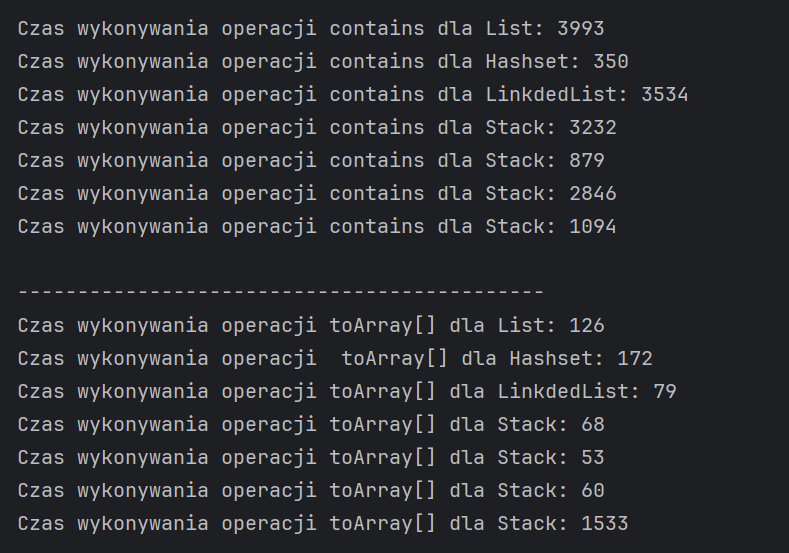 Czas wykonywania operacji contains dla List: 3993
Czas wykonywania operacji contains dla Hashset: 350
Czas wykonywania operacji contains dla LinkdedList: 3534
Czas wykonywania operacji contains dla Stack: 3232
Czas wykonywania operacji contains dla Stack: 879
Czas wykonywania operacji contains dla Stack: 2846
Czas wykonywania operacji contains dla Stack: 1094

--------------------------------------------
Czas wykonywania operacji toArray[] dla List: 126
Czas wykonywania operacji  toArray[] dla Hashset: 172
Czas wykonywania operacji toArray[] dla LinkdedList: 79
Czas wykonywania operacji toArray[] dla Stack: 68
Czas wykonywania operacji toArray[] dla Stack: 53
Czas wykonywania operacji toArray[] dla Stack: 60
Czas wykonywania operacji toArray[] dla Stack: 1533